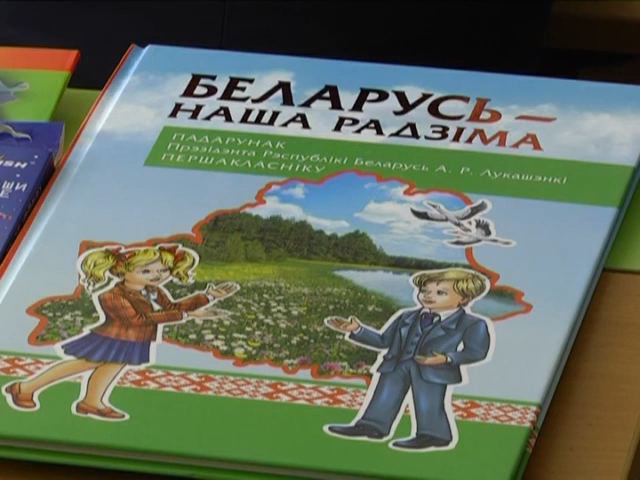 БЕЛАРУСЬ –
НАША РАДЗІМА
ПАДАРУНАК
Прэзідэнта Рэспублікі Беларусь А. Р. Лукашэнкі
ПЕРШАКЛАСНІКУ